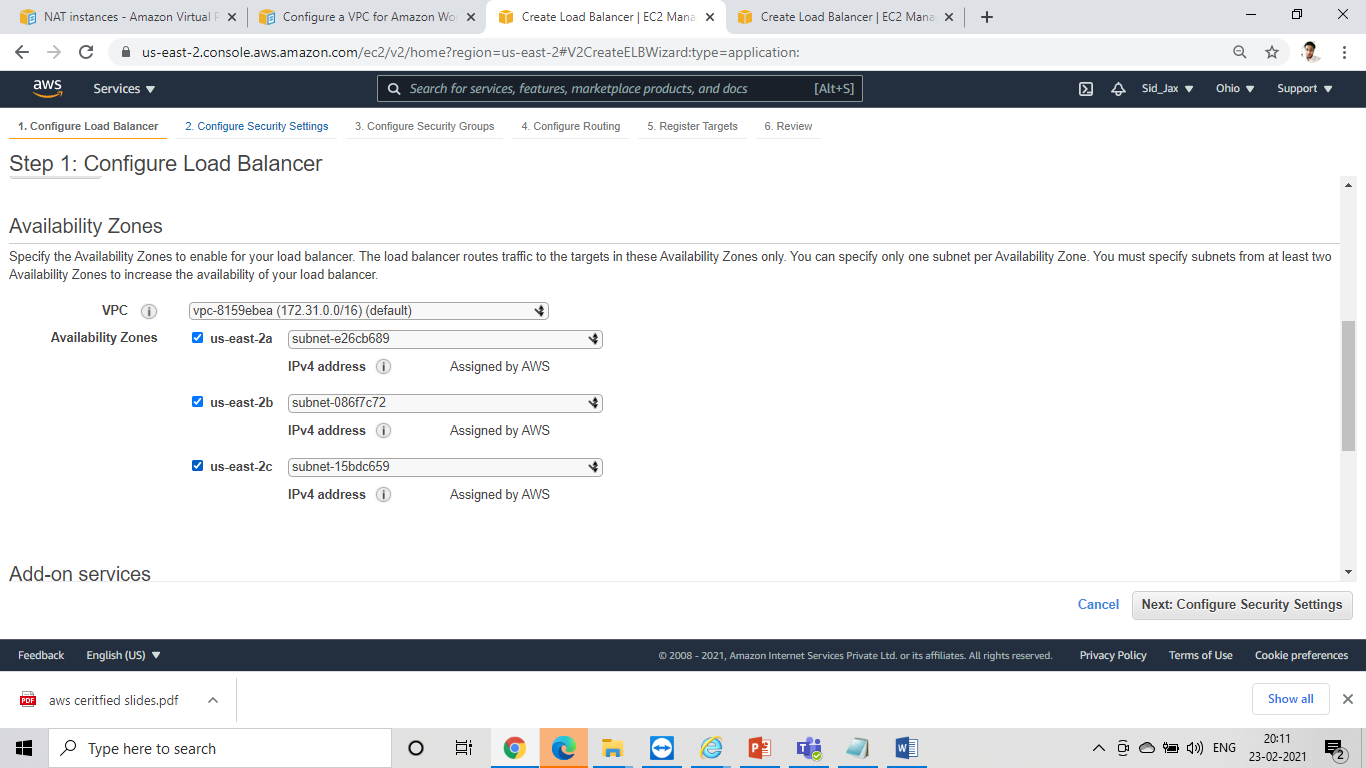 NAT instances - Amazon Virtual P
Configure a VPC for Amazon Wo
Create Load Balancer | EC2 Mana
Create Load Balancer | EC2 Mana
us-east-2.console.aws.amazon.com/ec2/v2/home?region=us-east-2#V2CreateELBWizard:type=application:
aws
Services
Search for services, features, marketplace products, and docs [Alt+S]
Sid_Jax
Ohio
Support
1. Configure Load Balancer
2. Configure Security Settings
3. Configure Security Groups
4. Configure Routing
5. Register Targets
6. Review
Step 1: Configure Load Balancer
Availability Zones
Specify the Availability Zones to enable for your load balancer. The load balancer routes traffic to the targets in these Availability Zones only. You can specify only one subnet per Availability Zone. You must specify subnets from at least two
Availability Zones to increase the availability of your load balancer.
VPC i vpc-8159ebea (172.31.0.0/16) (default)
Availability Zones us-east-2a subnet-e26cb689
IPv4 address i Assigned by AWS
us-east-2b subnet-086f7c72
IPv4 address i Assigned by AWS
us-east-2c subnet-15bdc659
IPv4 address i Assigned by AWS
Add-on services
Cancel
Next: Configure Security Settings
Feedback
English (US)
© 2008 - 2021, Amazon Internet Services Private Ltd. or its affiliates. All rights reserved.
Privacy Policy
Terms of Use
Cookie preferences
PDF
aws ceritfied slides.pdf
Show all
Type here to search
ENG
20:11
23-02-2021
2